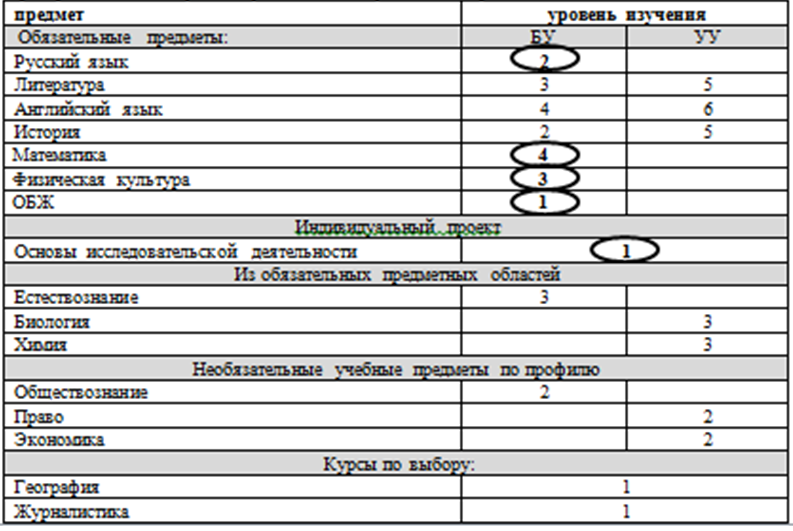 предмет уровень изучения
Обязательные предметы: БУ УУ
Русский язык 2
Литература 3 5
Английский язык 4 6
История 2 5
Математика 4
Физическая культура 3
ОБЖ 1
Индивидуальный проект
Основы исследовательской деятельности 1
Из обязательных предметных областей
Естествознание 3
Биология 3
Химия 3
Необязательные учебные предметы по профилю
Обществознание 2
Право 2
Экономика 2
Курсы по выбору:
География 1
Журналистика 1